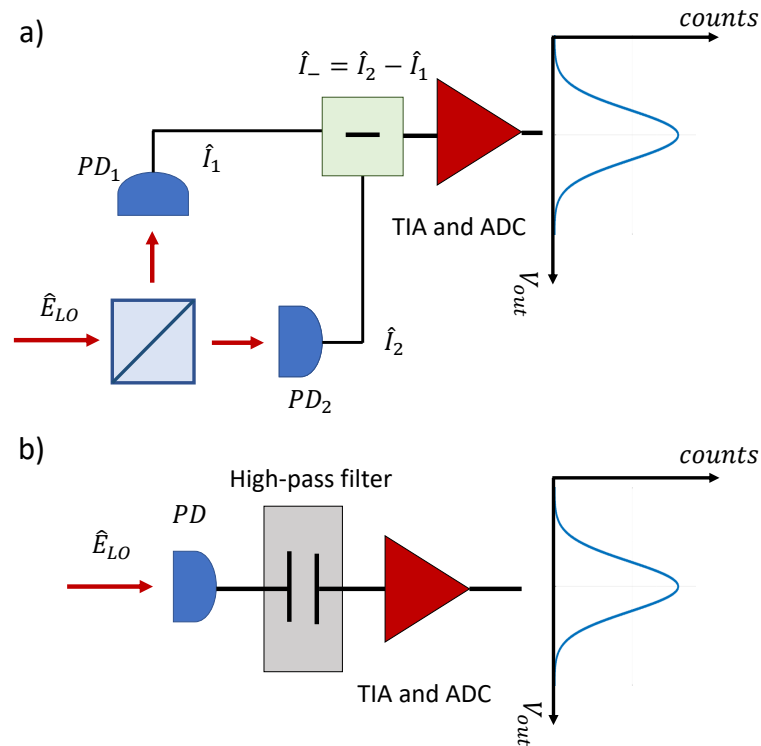 a)
counts
Î₋ = Î₂ − Î₁
PD₁
Î₁
TIA and ADC
Ê_LO
V_out
Î₂
PD₂
b)
counts
High-pass filter
PD
Ê_LO
TIA and ADC
V_out